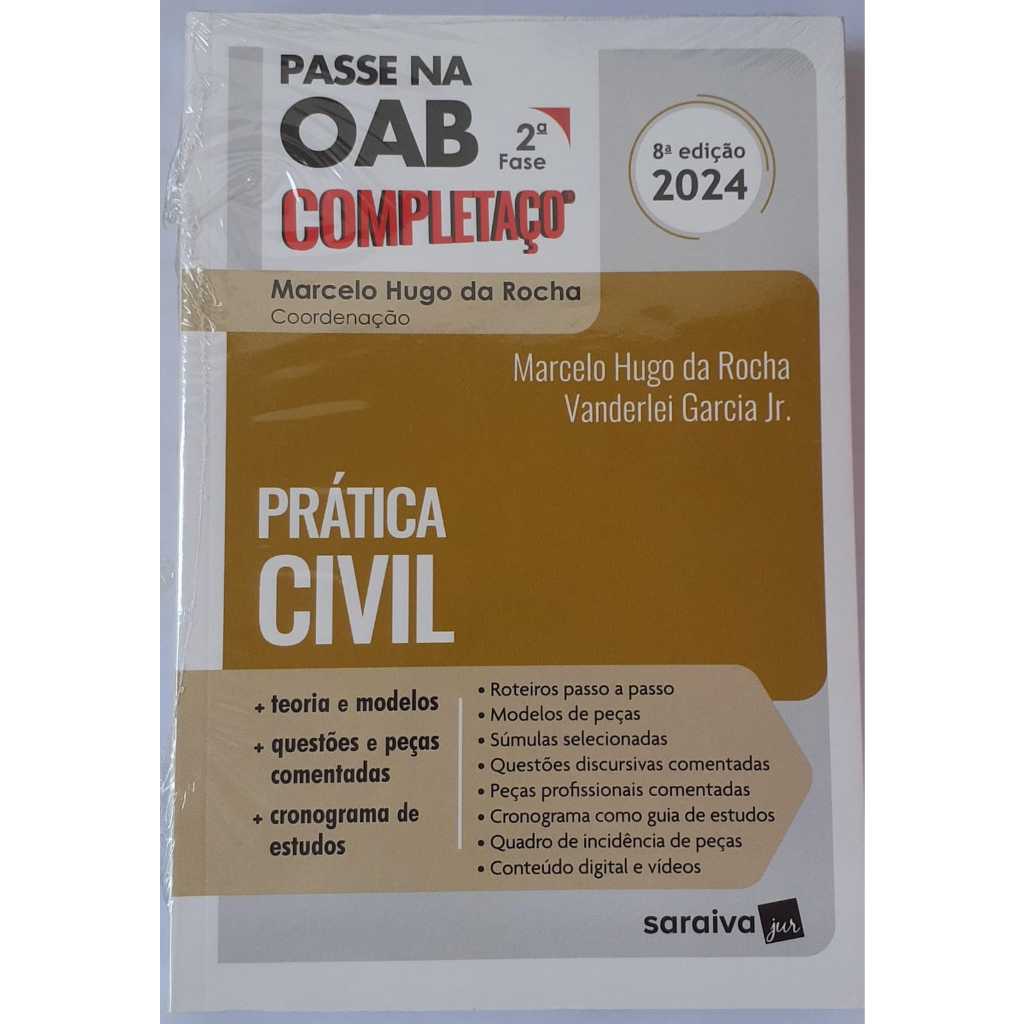 PASSE NA
OAB
2ª
Fase
COMPLETAÇO®
8ª edição
2024
Marcelo Hugo da Rocha
Coordenação
Marcelo Hugo da Rocha
Vanderlei Garcia Jr.
PRÁTICA
CIVIL
+ teoria e modelos
+ questões e peças
comentadas
+ cronograma de
estudos
• Roteiros passo a passo
• Modelos de peças
• Súmulas selecionadas
• Questões discursivas comentadas
• Peças profissionais comentadas
• Cronograma como guia de estudos
• Quadro de incidência de peças
• Conteúdo digital e vídeos
saraiva jur